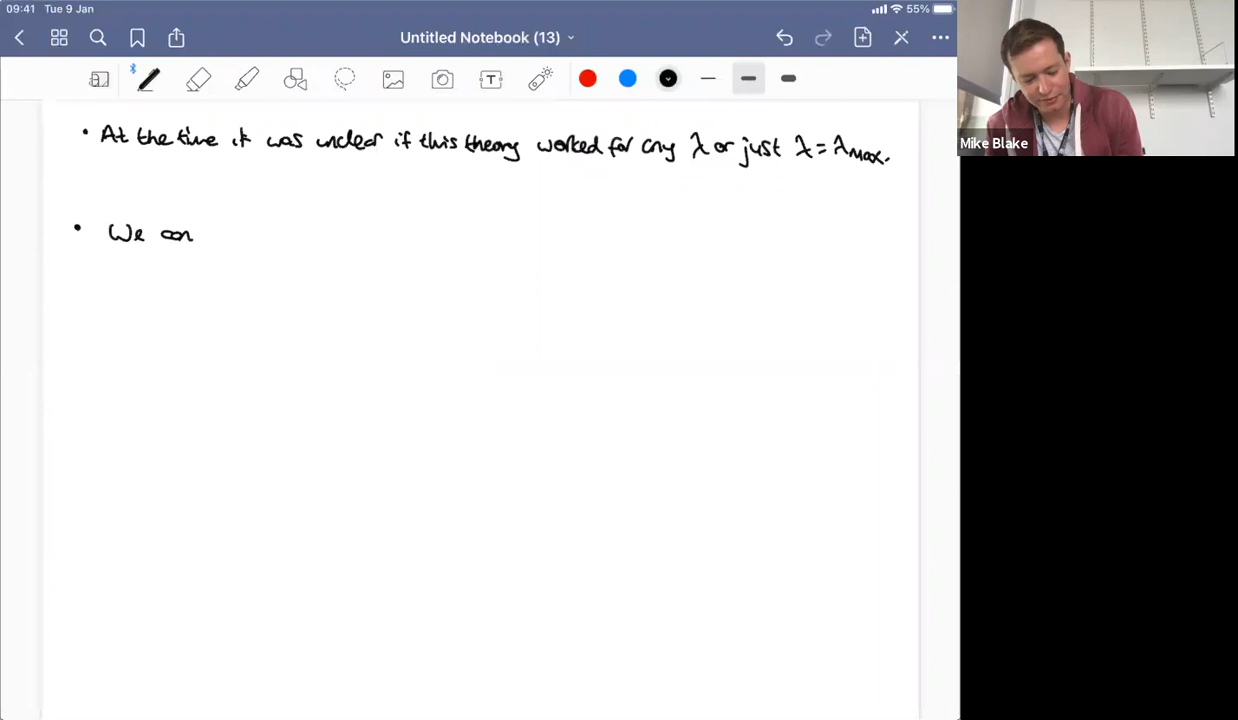 09:41 Tue 9 Jan 55%
Untitled Notebook (13)
T
• At the time it was unclear if this theory worked for any λ or just λ = λmax.
• We can
Mike Blake